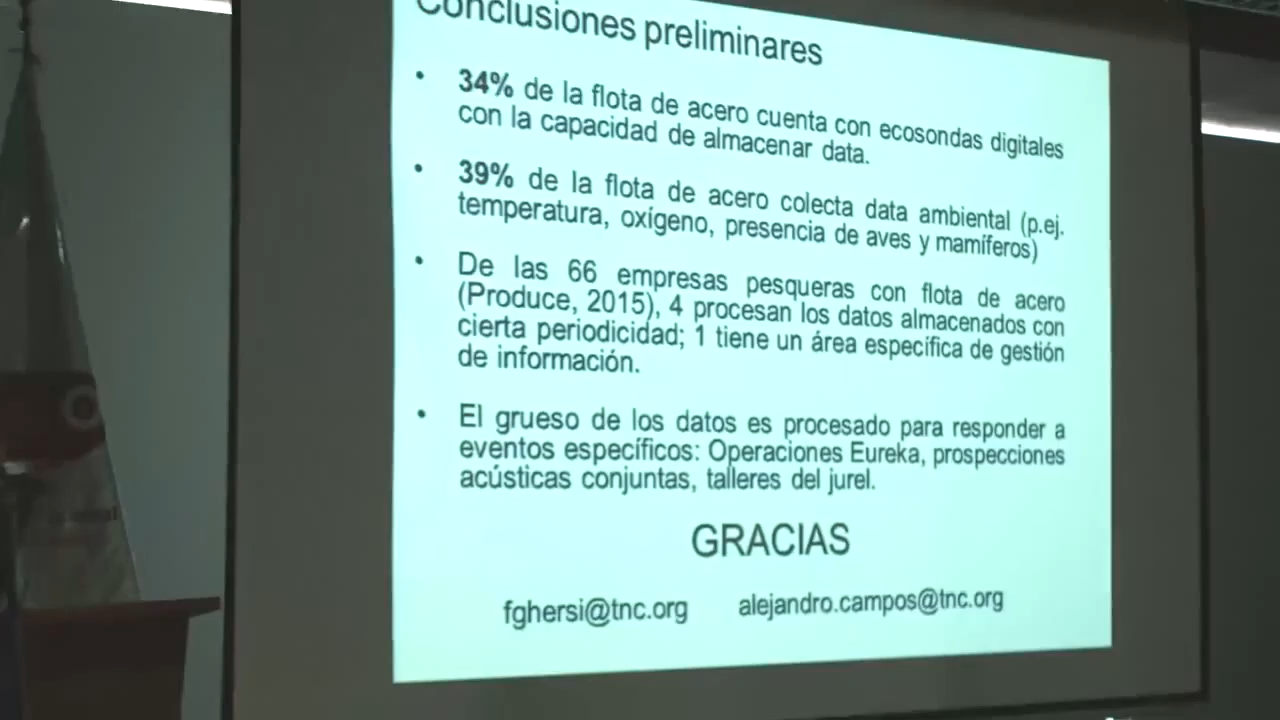 Conclusiones preliminares
• 34% de la flota de acero cuenta con ecosondas digitales
con la capacidad de almacenar data.
• 39% de la flota de acero colecta data ambiental (p.ej.
temperatura, oxígeno, presencia de aves y mamíferos)
• De las 66 empresas pesqueras con flota de acero
(Produce, 2015), 4 procesan los datos almacenados con
cierta periodicidad; 1 tiene un área específica de gestión
de información.
• El grueso de los datos es procesado para responder a
eventos específicos: Operaciones Eureka, prospecciones
acústicas conjuntas, talleres del jurel.
GRACIAS
fghersi@tnc.org alejandro.campos@tnc.org